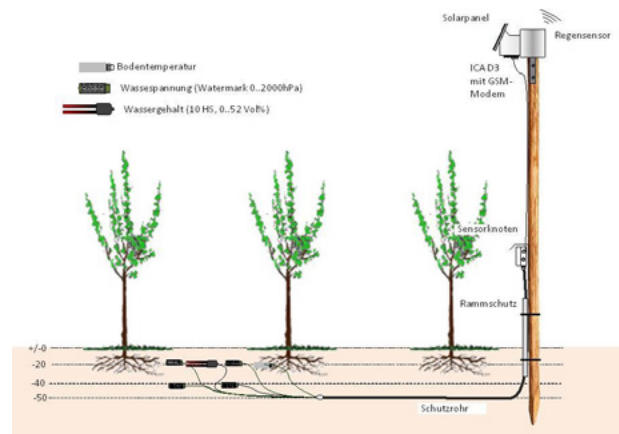 Solarpanel
Regensensor
ICA D3
mit GSM-
Modem
Bodentemperatur
Wassespannung (Watermark 0..2000hPa)
Wassergehalt (10 HS, 0..52 Vol%)
Sensorknoten
Rammschutz
+/-0
-20
-40
-50
Schutzrohr